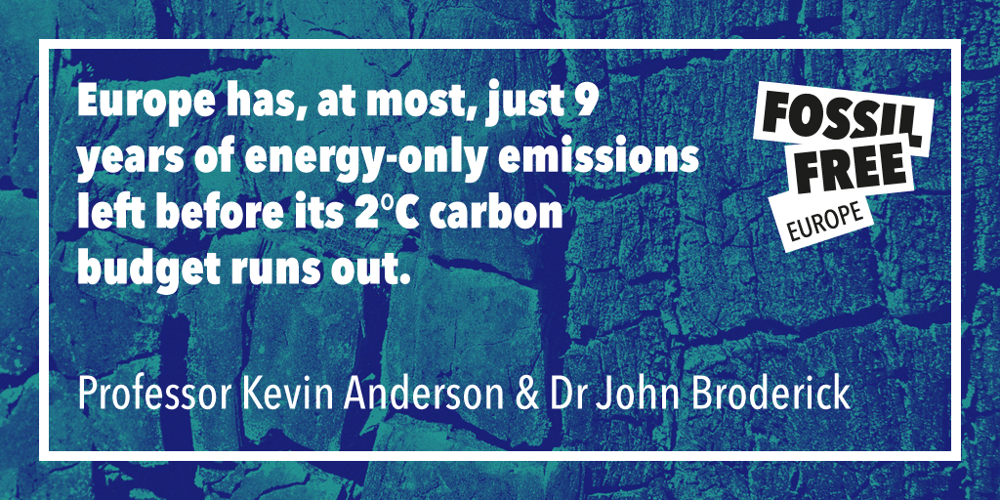 Europe has, at most, just 9
years of energy-only emissions
left before its 2ºC carbon
budget runs out.
Professor Kevin Anderson & Dr John Broderick
FOSSIL
FREE
EUROPE